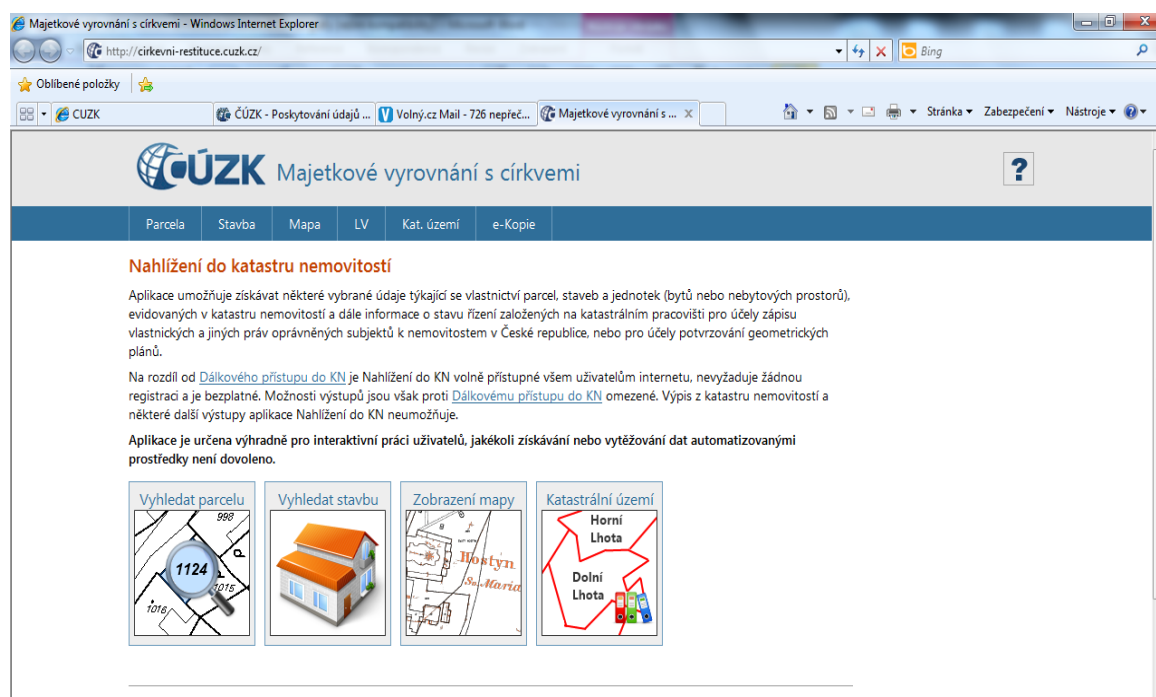 Majetkové vyrovnání s církvemi - Windows Internet Explorer
http://cirkevni-restituce.cuzk.cz/
Bing
Oblíbené položky
CUZK
ČÚZK - Poskytování údajů ...
Volný.cz Mail - 726 nepřeč...
Majetkové vyrovnání s ...
Stránka
Zabezpečení
Nástroje
ČÚZK Majetkové vyrovnání s církvemi
?
Parcela Stavba Mapa LV Kat. území e-Kopie
Nahlížení do katastru nemovitostí
Aplikace umožňuje získávat některé vybrané údaje týkající se vlastnictví parcel, staveb a jednotek (bytů nebo nebytových prostorů),
evidovaných v katastru nemovitostí a dále informace o stavu řízení založených na katastrálním pracovišti pro účely zápisu
vlastnických a jiných práv oprávněných subjektů k nemovitostem v České republice, nebo pro účely potvrzování geometrických
plánů.
Na rozdíl od Dálkového přístupu do KN je Nahlížení do KN volně přístupné všem uživatelům internetu, nevyžaduje žádnou
registraci a je bezplatné. Možnosti výstupů jsou však proti Dálkovému přístupu do KN omezené. Výpis z katastru nemovitostí a
některé další výstupy aplikace Nahlížení do KN neumožňuje.
Aplikace je určena výhradně pro interaktivní práci uživatelů, jakékoli získávání nebo vytěžování dat automatizovanými
prostředky není dovoleno.
Vyhledat parcelu
998
1124
1015
1016
Vyhledat stavbu
Zobrazení mapy
Hostýn
Maria
Katastrální území
Horní
Lhota
Dolní
Lhota